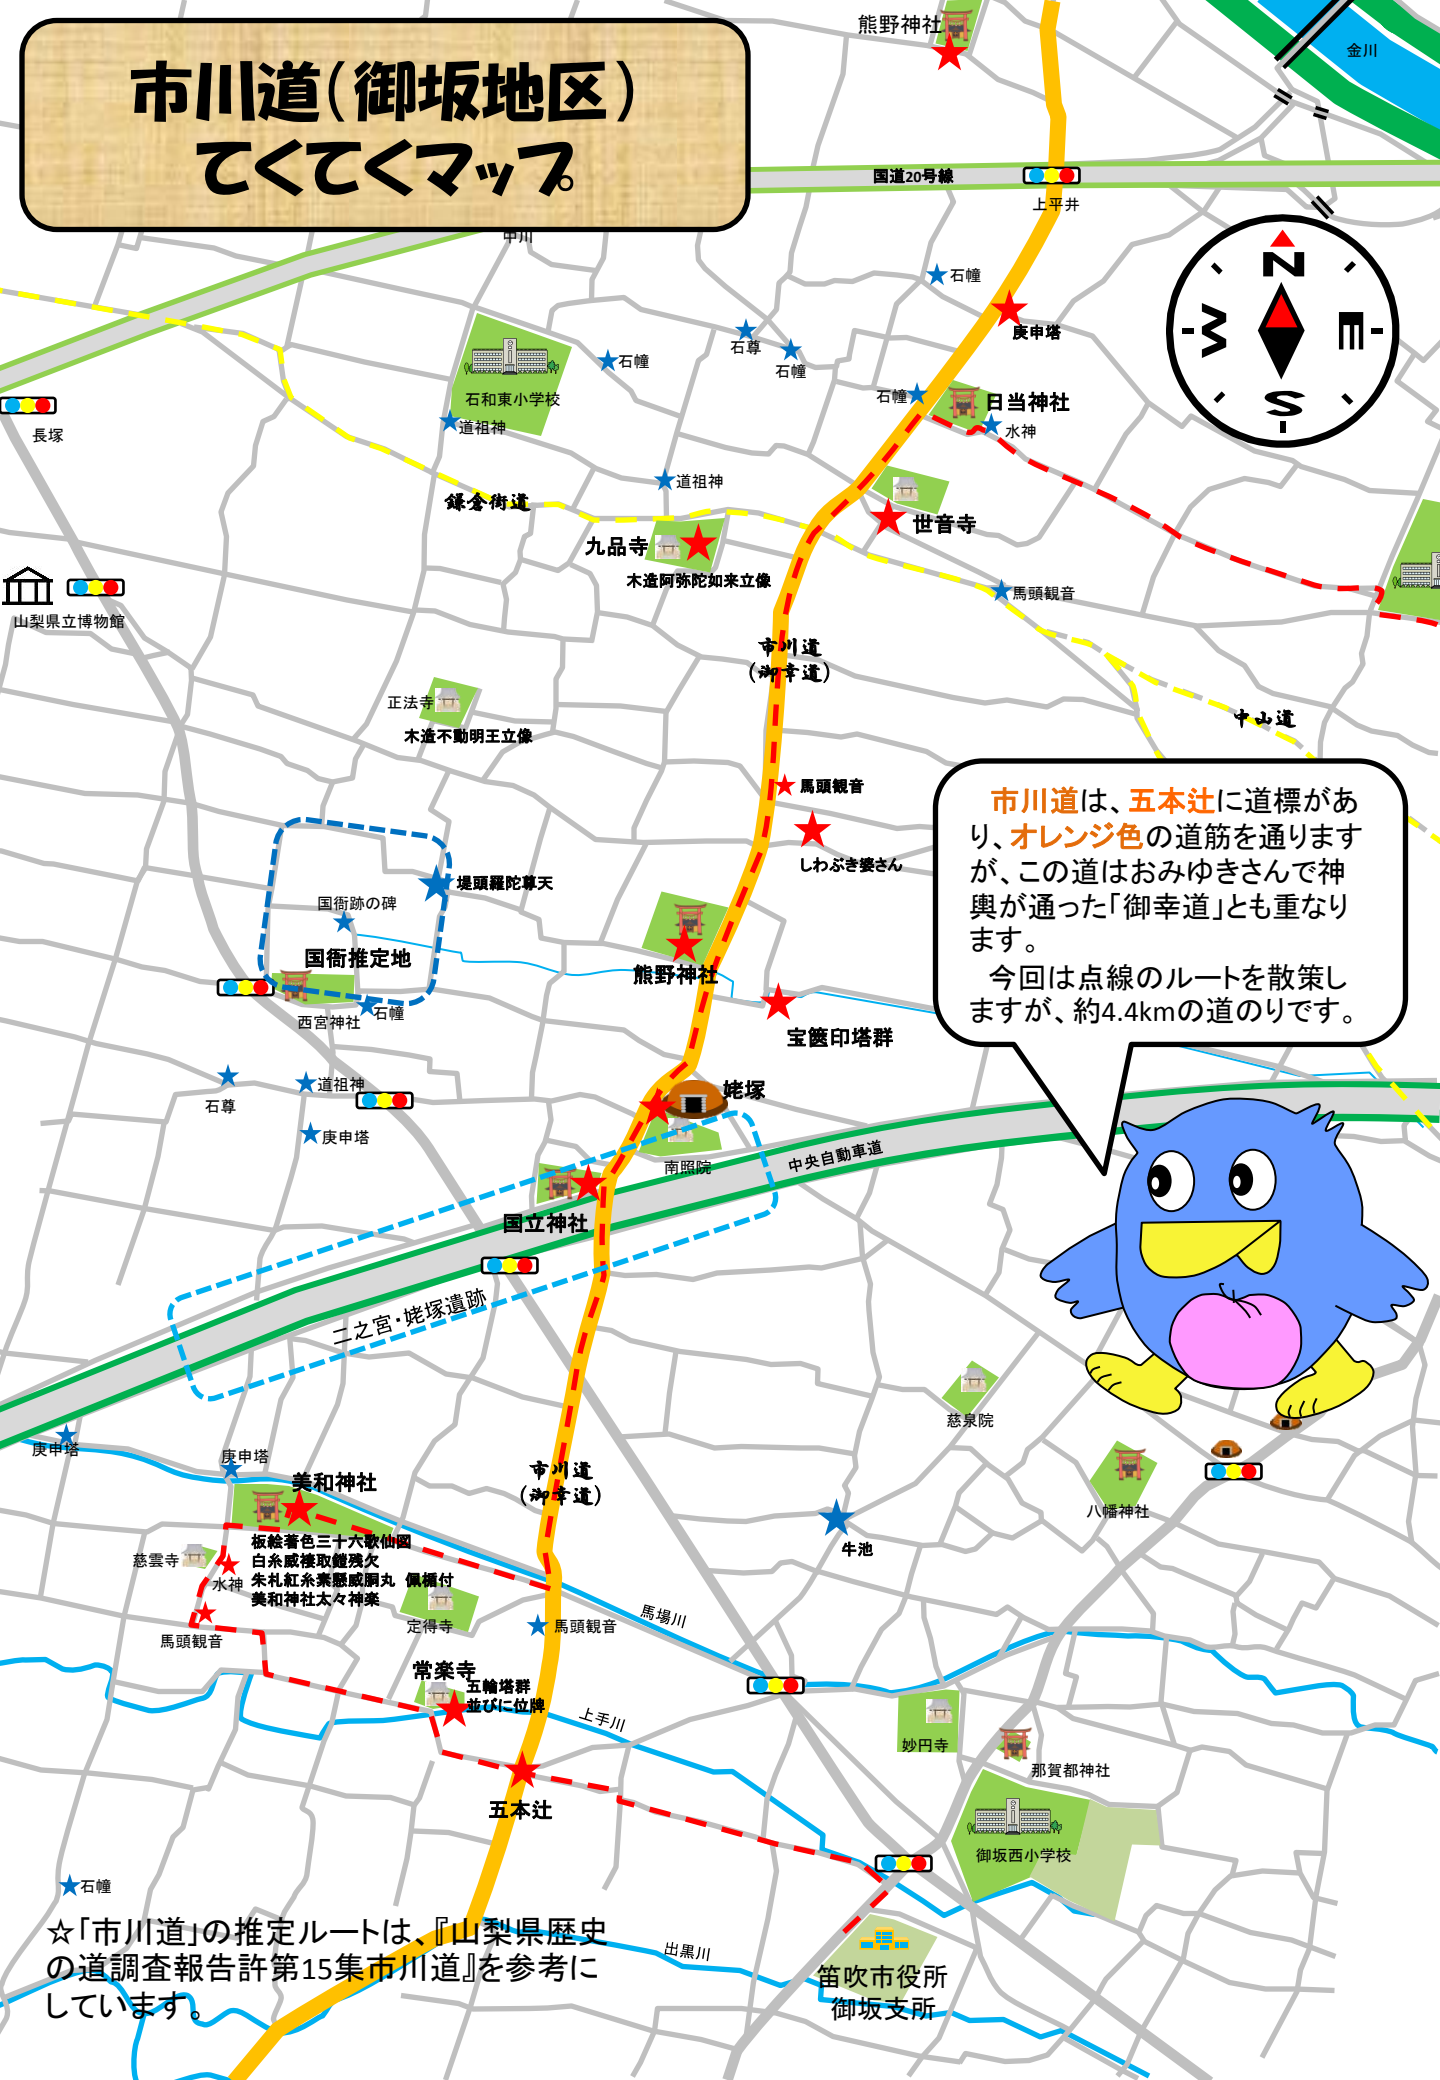 市川道(御坂地区)
てくてくマップ
熊野神社
金川
国道20号線
上平井
中川
N
W
E
S
石幢
庚申塔
石尊
石幢
石幢
石和東小学校
石幢
日当神社
水神
道祖神
長塚
道祖神
鎌倉街道
世音寺
九品寺
木造阿弥陀如来立像
馬頭観音
山梨県立博物館
市川道
(御幸道)
正法寺
木造不動明王立像
中山道
馬頭観音
しわぶき婆さん
市川道は、五本辻に道標があ
り、オレンジ色の道筋を通ります
が、この道はおみゆきさんで神
輿が通った「御幸道」とも重なり
ます。
今回は点線のルートを散策し
ますが、約4.4kmの道のりです。
堤頭羅陀尊天
国衙跡の碑
国衙推定地
熊野神社
西宮神社
石幢
宝篋印塔群
道祖神
石尊
庚申塔
姥塚
南照院
中央自動車道
国立神社
二之宮・姥塚遺跡
慈泉院
庚申塔
庚申塔
美和神社
市川道
(御幸道)
八幡神社
牛池
板絵著色三十六歌仙図
白糸威褄取鎧残欠
朱札紅糸素懸威胴丸 佩楯付
美和神社太々神楽
慈雲寺
水神
定得寺
馬頭観音
馬場川
馬頭観音
常楽寺
五輪塔群
並びに位牌
上手川
妙円寺
那賀都神社
五本辻
御坂西小学校
石幢
☆「市川道」の推定ルートは、『山梨県歴史
の道調査報告許第15集市川道』を参考に
しています。
出黒川
笛吹市役所
御坂支所